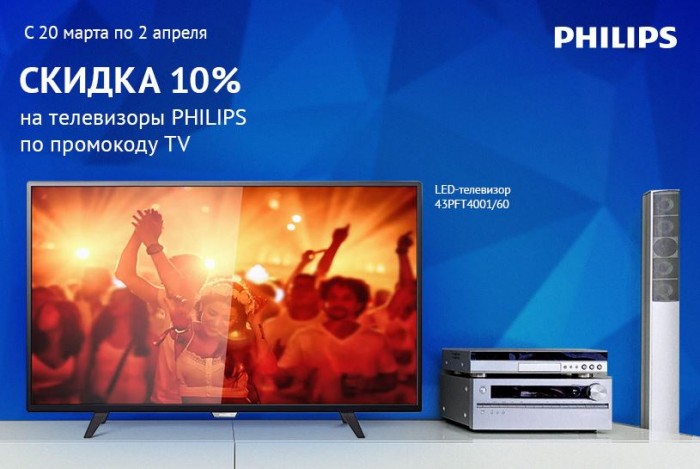 С 20 марта по 2 апреля
PHILIPS
СКИДКА 10%
на телевизоры PHILIPS
по промокоду TV
LED-телевизор
43PFT4001/60